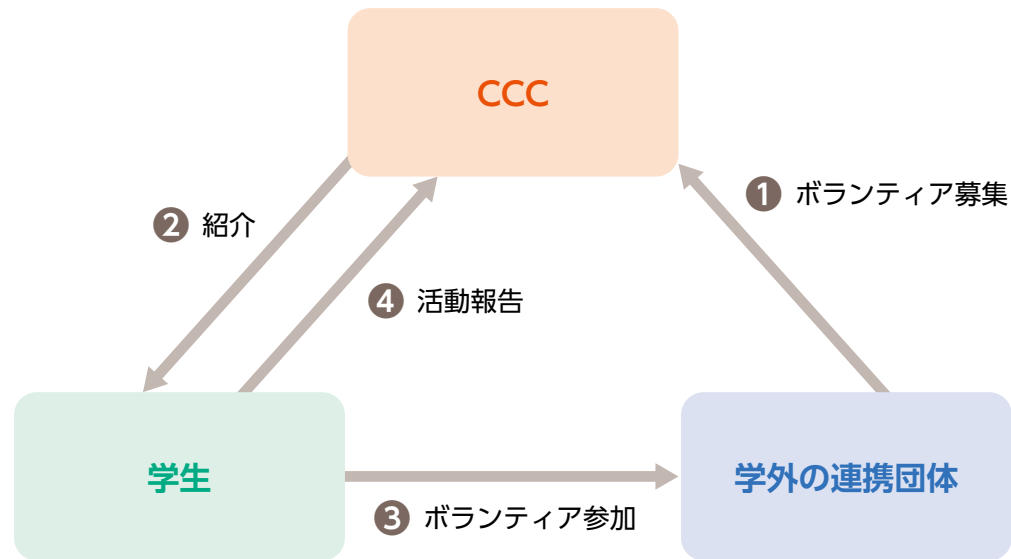 CCC
❶ ボランティア募集
❷ 紹介
❹ 活動報告
学生
学外の連携団体
❸ ボランティア参加